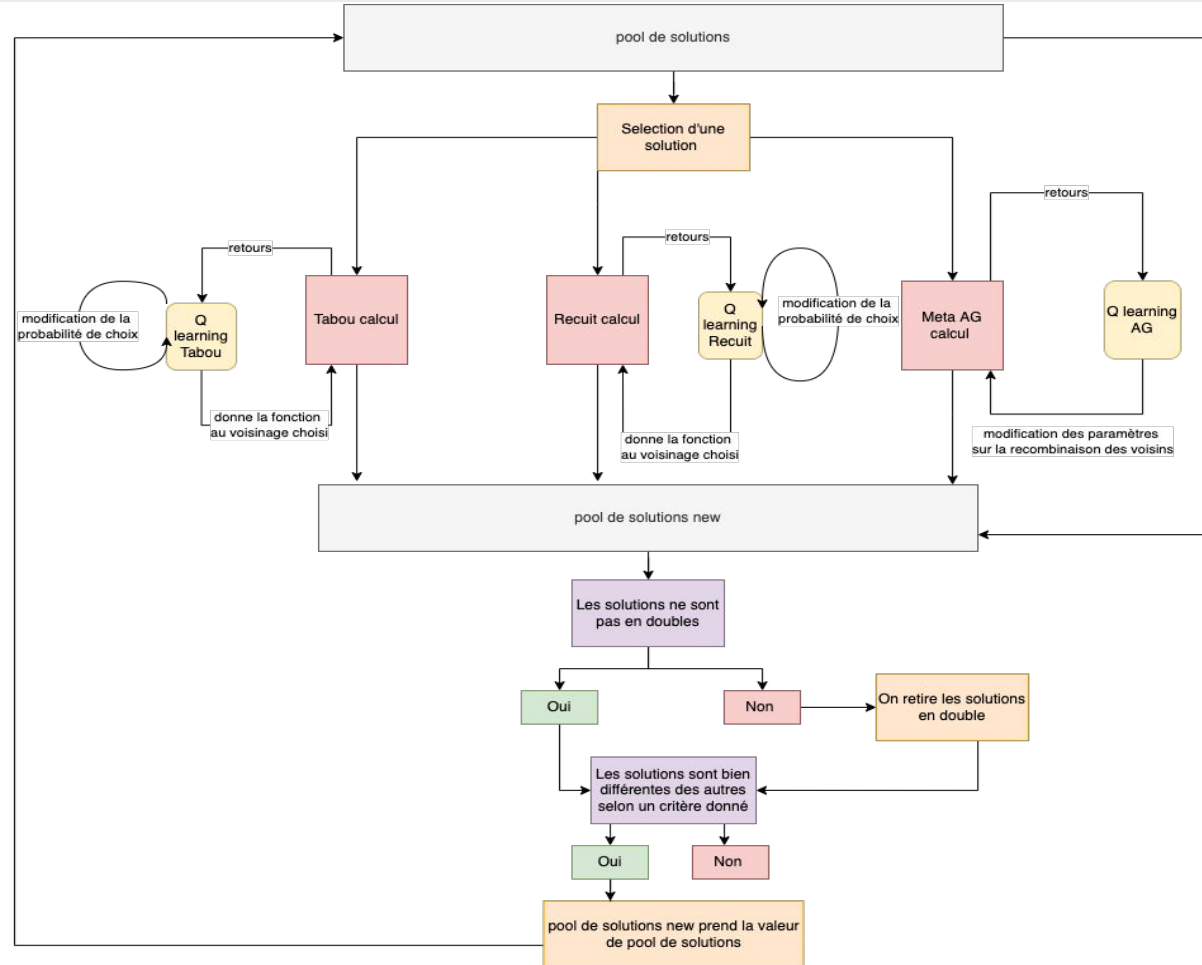 pool de solutions
Selection d'une
solution
retours
retours
retours
modification de la
probabilité de choix
Q
learning
Tabou
Tabou calcul
Recuit calcul
Q
learning
Recuit
modification de la
probabilité de choix
Meta AG
calcul
Q learning
AG
donne la fonction
au voisinage choisi
donne la fonction
au voisinage choisi
modification des paramètres
sur la recombinaison des voisins
pool de solutions new
Les solutions ne sont
pas en doubles
Oui
Non
On retire les solutions
en double
Les solutions sont bien
différentes des autres
selon un critère donné
Oui
Non
pool de solutions new prend la valeur
de pool de solutions